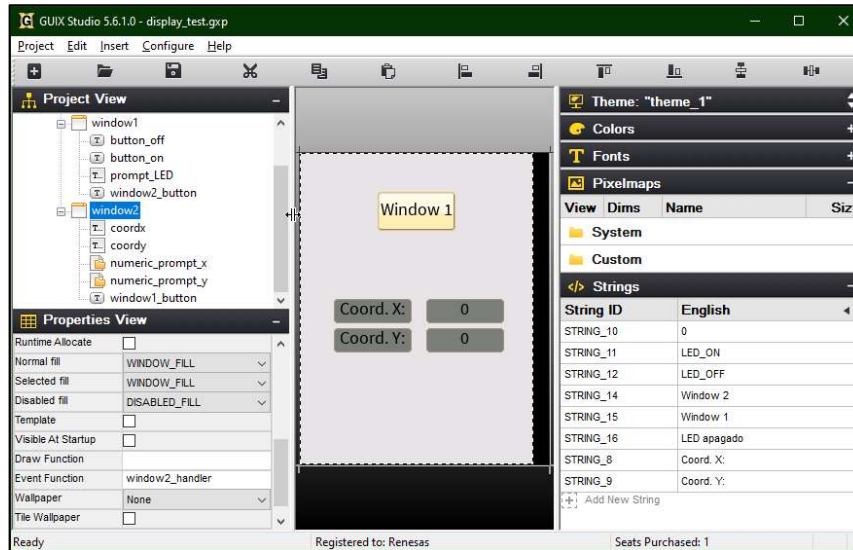 GUIX Studio 5.6.1.0 - display_test.gxp
Project Edit Insert Configure Help
Project View
window1
button_off
button_on
prompt_LED
window2_button
window2
coordx
coordy
numeric_prompt_x
numeric_prompt_y
window1_button
Properties View
Runtime Allocate
Normal fill WINDOW_FILL
Selected fill WINDOW_FILL
Disabled fill DISABLED_FILL
Template
Visible At Startup
Draw Function
Event Function window2_handler
Wallpaper None
Tile Wallpaper
Window 1
Coord. X: 0
Coord. Y: 0
Theme: "theme_1"
Colors
Fonts
Pixelmaps
View Dims Name Siz
System
Custom
</> Strings
String ID English
STRING_10 0
STRING_11 LED_ON
STRING_12 LED_OFF
STRING_14 Window 2
STRING_15 Window 1
STRING_16 LED apagado
STRING_8 Coord. X:
STRING_9 Coord. Y:
Add New String
Ready Registered to: Renesas Seats Purchased: 1